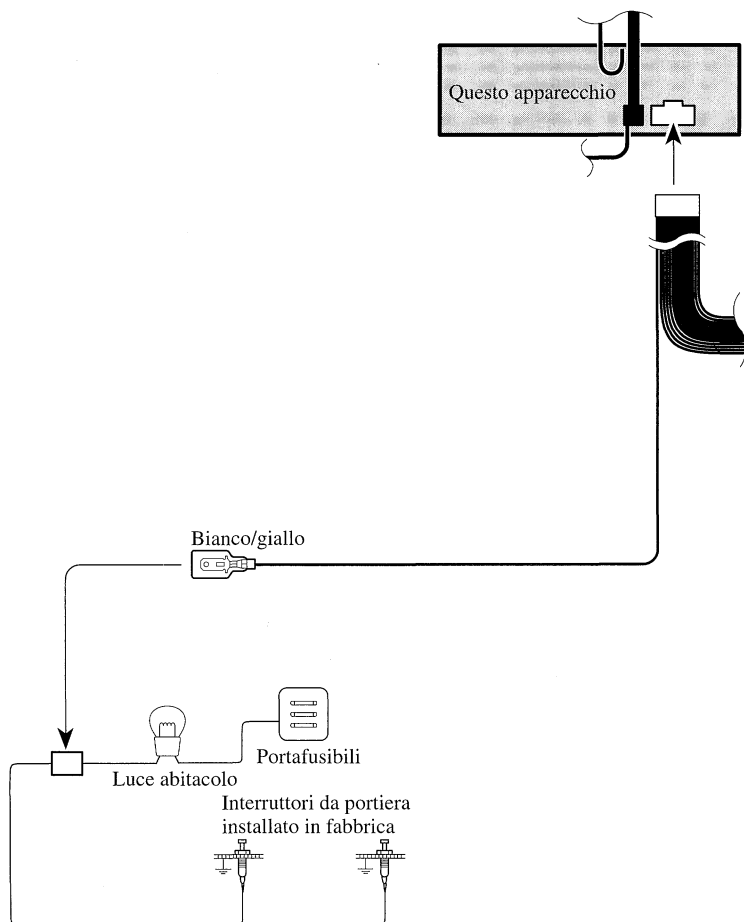 Questo apparecchio
Bianco/giallo
Portafusibili
Luce abitacolo
Interruttori da portiera
installato in fabbrica